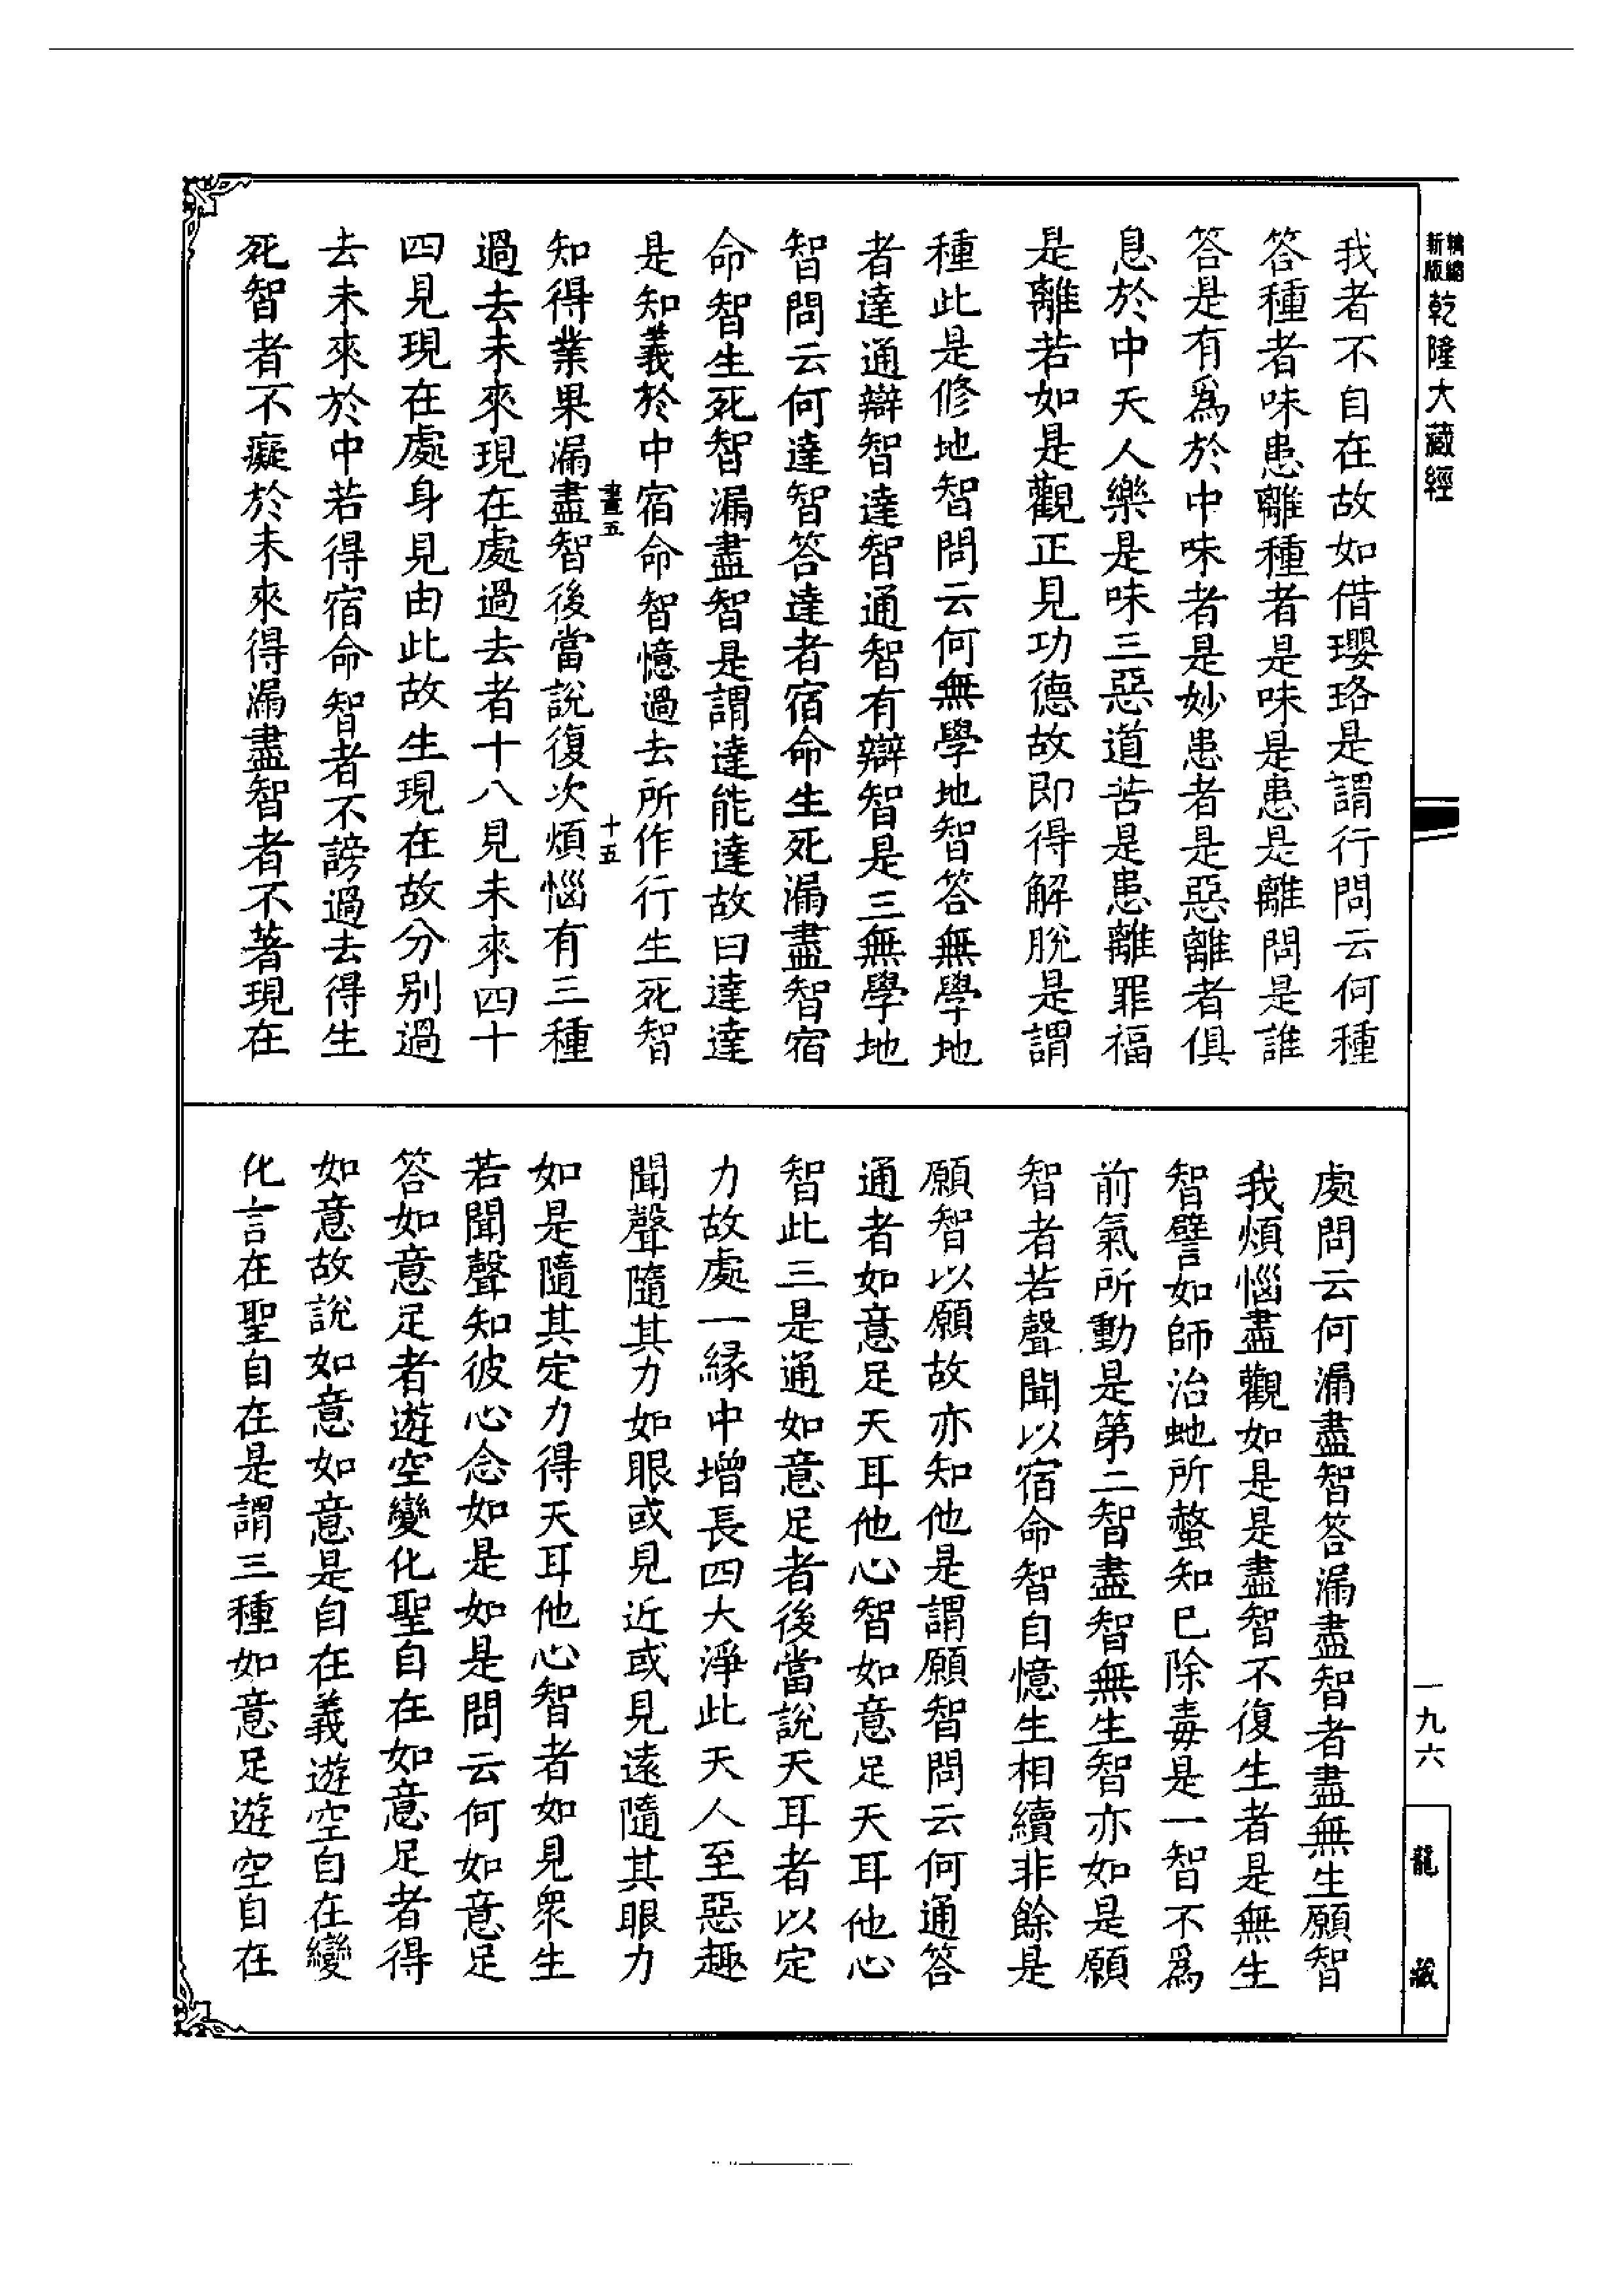 精縮新版乾隆大藏經
我者不自在故如借瓔珞是謂行問云何種
答種者味患離種者是味是患是離問是誰
答是有爲於中味者是妙患者是惡離者俱
息於中天人樂是味三惡道苦是患離罪福
是離若如是觀正見功德故即得解脫是謂
種此是修地智問云何無學地智答無學地
者達通辯智達智通智有辯智是三無學地
智問云何達智答達者宿命生死漏盡智宿
命智生死智漏盡智是謂達能達故曰達達
是知義於中宿命智憶過去所作行生死智
畫五
十五
知得業果漏盡智後當說復次煩惱有三種
過去未來現在處過去者十八見未來四十
四見現在處身見由此故生現在故分別過
去未來於中若得宿命智者不謗過去得生
死智者不癡於未來得漏盡智者不著現在
處問云何漏盡智答漏盡智者盡無生願智
我煩惱盡觀如是是盡智不復生者是無生
智譬如師治虵所螫知已除毒是一智不爲
前氣所動是第二智盡智無生智亦如是願
智者若聲聞以宿命智自憶生相續非餘是
願智以願故亦知他是謂願智問云何通答
通者如意足天耳他心智如意足天耳他心
智此三是通如意足者後當說天耳者以定
力故處一緣中增長四大淨此天人至惡趣
聞聲隨其力如眼或見近或見遠隨其眼力
如是隨其定力得天耳他心智者如見衆生
若聞聲知彼心念如是如是問云何如意足
答如意足者遊空變化聖自在如意足者得
如意故說如意如意是自在義遊空自在變
化言在聖自在是謂三種如意足遊空自在
一九六
龍藏